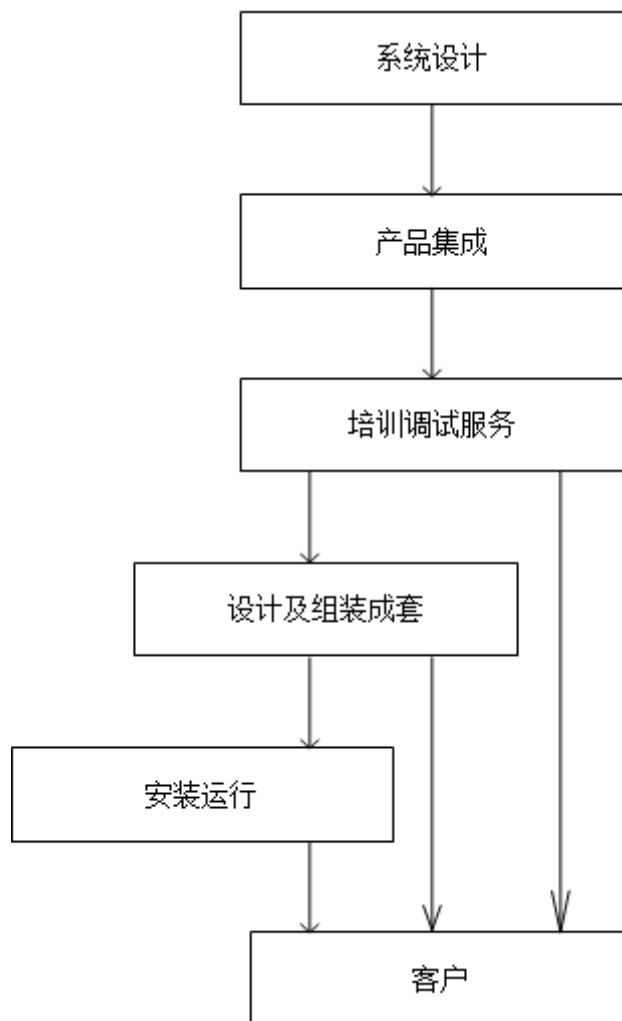 系统设计
产品集成
培训调试服务
设计及组装成套
安装运行
客户